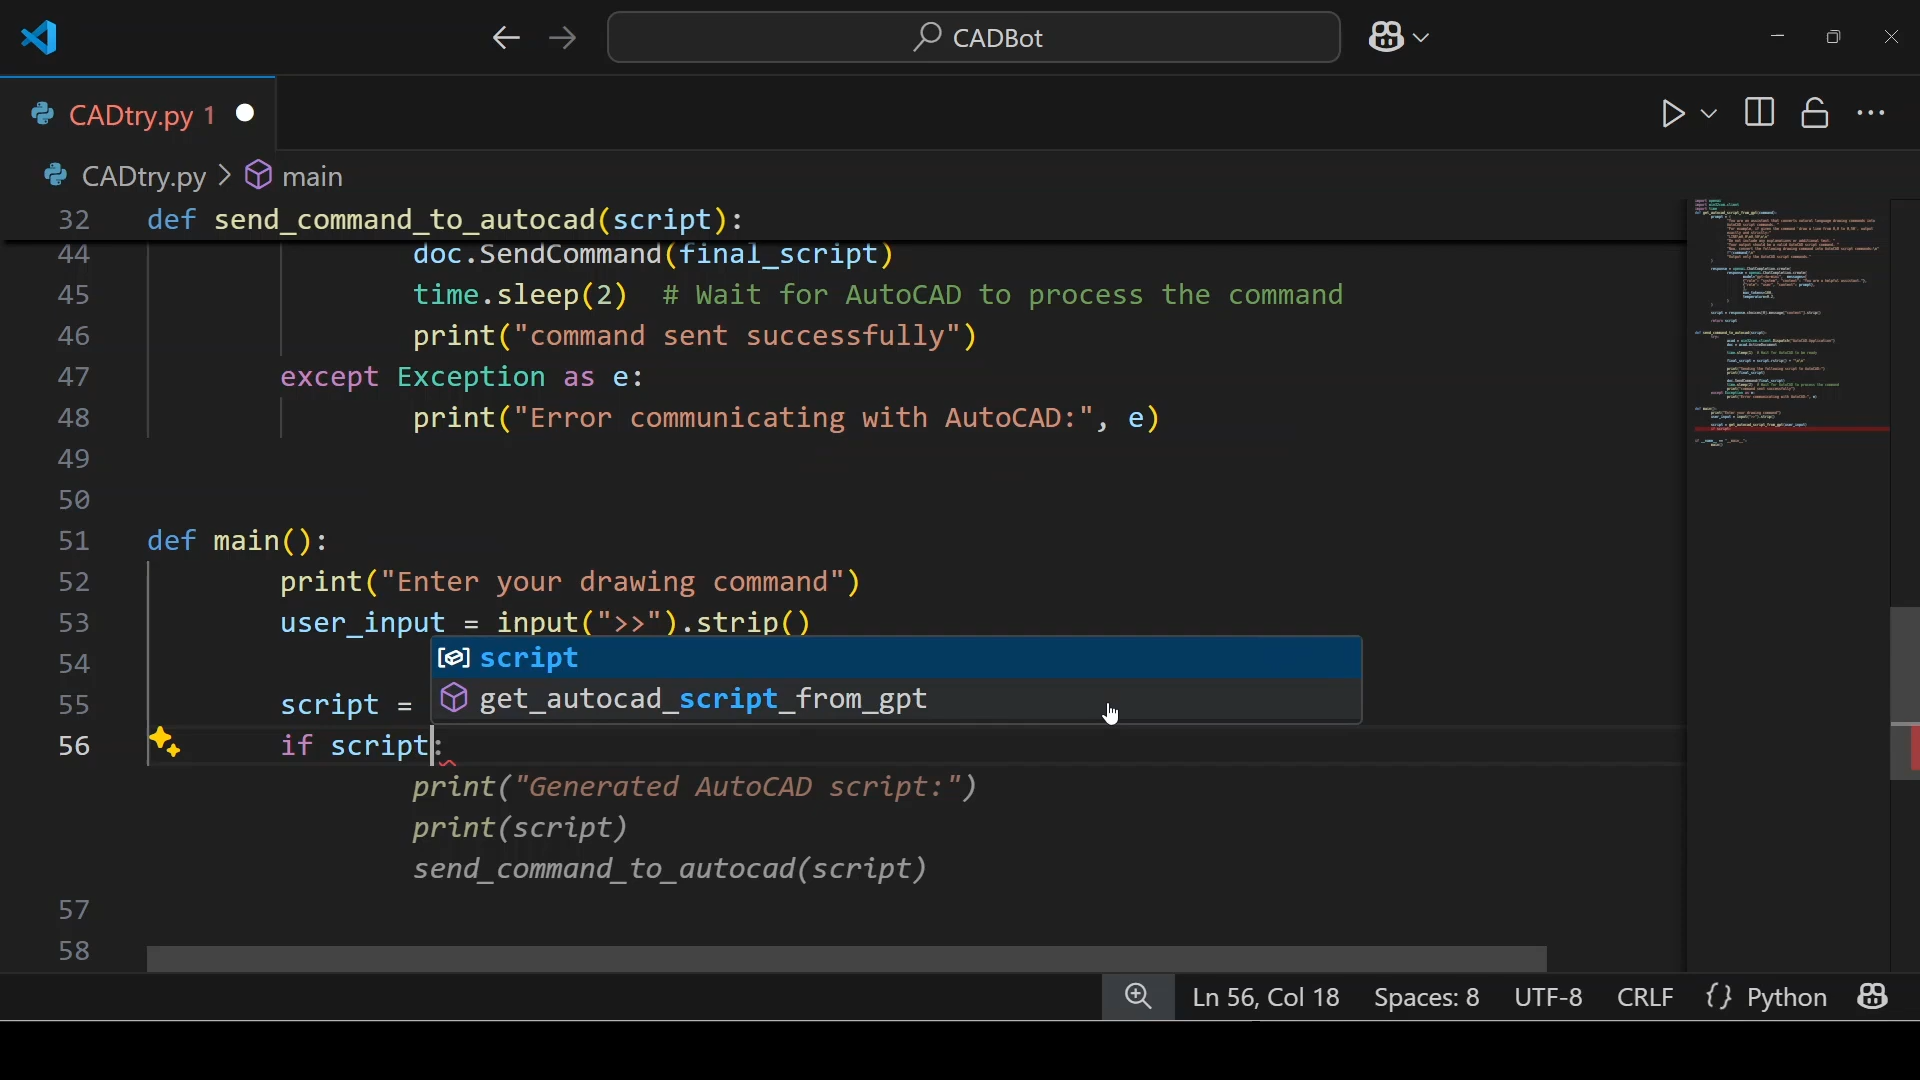 CADBot
CADtry.py 1
CADtry.py > main
32 def send_command_to_autocad(script):
44 doc.SendCommand(final_script)
45 time.sleep(2) # Wait for AutoCAD to process the command
46 print("command sent successfully")
47 except Exception as e:
48 print("Error communicating with AutoCAD:", e)
49
50
51 def main():
52 print("Enter your drawing command")
53 user_input = input(">>").strip()
54 script
get_autocad_script_from_gpt
55 script =
56 if script:
print("Generated AutoCAD script:")
print(script)
send_command_to_autocad(script)
57
58
Ln 56, Col 18 Spaces: 8 UTF-8 CRLF {} Python